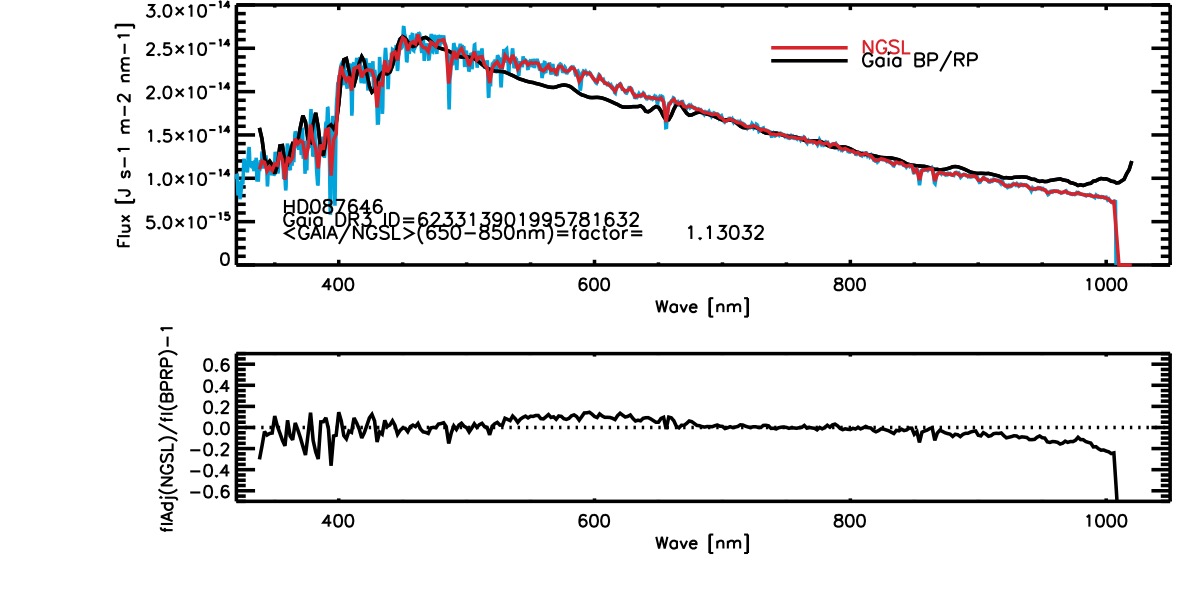 3.0×10−14
2.5×10−14
2.0×10−14
1.5×10−14
1.0×10−14
5.0×10−15
0
Flux [J s−1 m−2 nm−1]
NGSL
Gaia BP/RP
HD087646
Gaia DR3 ID=623313901995781632
<GAIA/NGSL>(650−850nm)=factor= 1.13032
400 600 800 1000
Wave [nm]
flAdj(NGSL)/fl(BPRP)−1
0.6
0.4
0.2
0.0
−0.2
−0.4
−0.6
400 600 800 1000
Wave [nm]